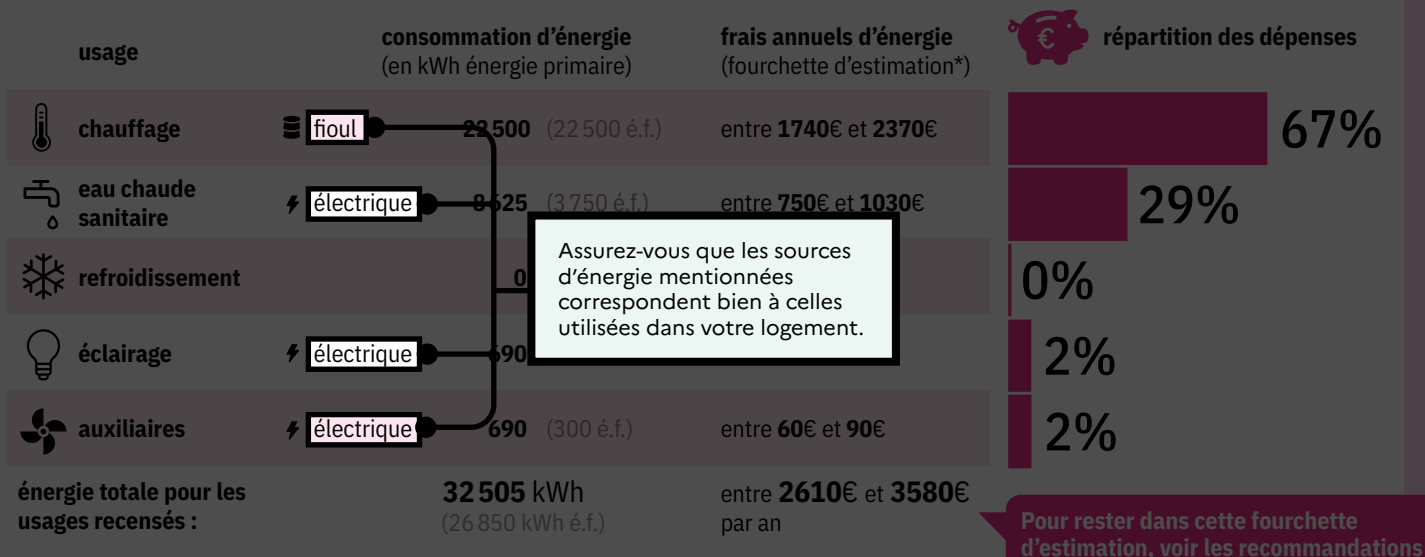 usage
consommation d'énergie
(en kWh énergie primaire)
frais annuels d'énergie
(fourchette d'estimation*)
€
répartition des dépenses
chauffage fioul 22 500 (22 500 é.f.) entre 1740€ et 2370€ 67%
eau chaude
sanitaire
électrique 8 625 (3 750 é.f.) entre 750€ et 1030€ 29%
refroidissement 0 0%
éclairage électrique 690 2%
auxiliaires électrique 690 (300 é.f.) entre 60€ et 90€ 2%
Assurez-vous que les sources
d'énergie mentionnées
correspondent bien à celles
utilisées dans votre logement.
énergie totale pour les
usages recensés :
32 505 kWh
(26 850 kWh é.f.)
entre 2610€ et 3580€
par an
Pour rester dans cette fourchette
d'estimation, voir les recommandations